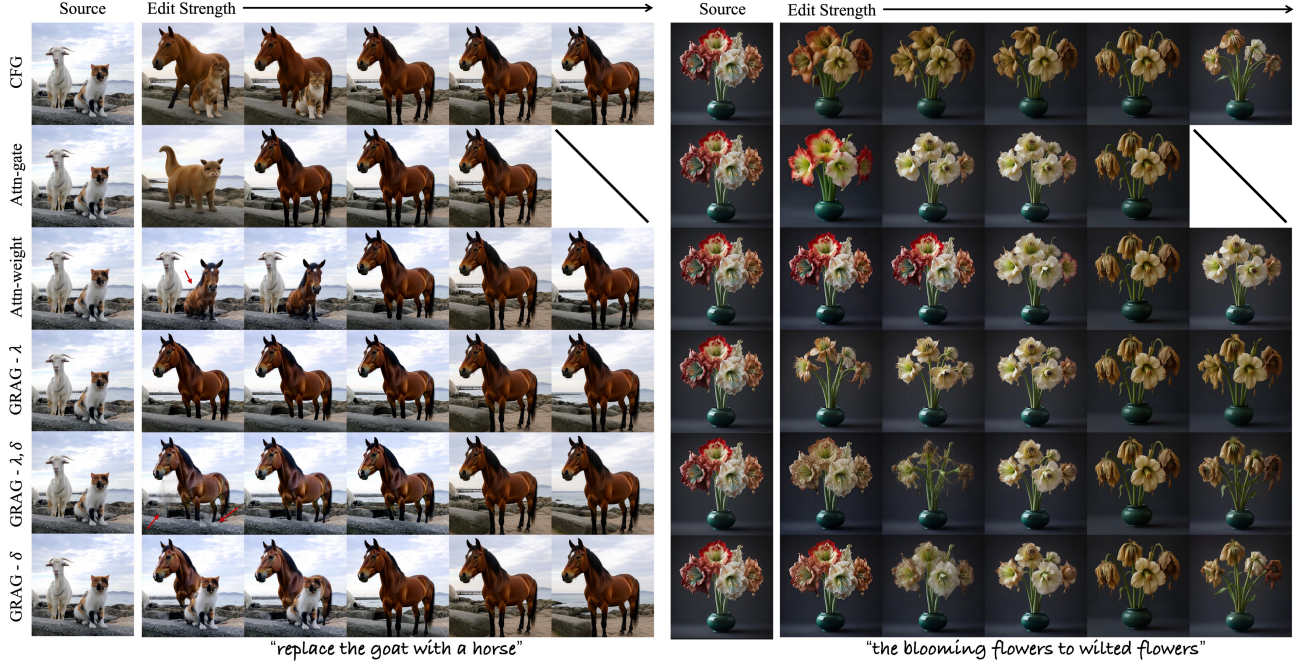 Source
Edit Strength
Source
Edit Strength
CFG
Attn-gate
Attn-weight
GRAG - λ
GRAG - λ, δ
GRAG - δ
"replace the goat with a horse"
"the blooming flowers to wilted flowers"